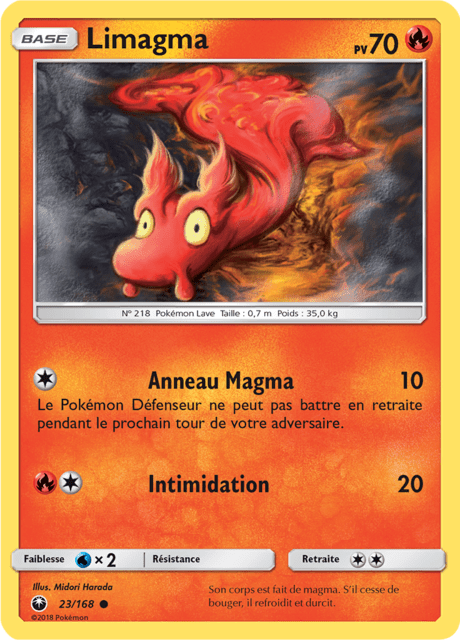 BASE Limagma PV70
N° 218 Pokémon Lave Taille : 0,7 m Poids : 35,0 kg
Anneau Magma 10
Le Pokémon Défenseur ne peut pas battre en retraite
pendant le prochain tour de votre adversaire.
Intimidation 20
Faiblesse ×2 Résistance Retraite
Illus. Midori Harada
23/168
©2018 Pokémon
Son corps est fait de magma. S'il cesse de
bouger, il refroidit et durcit.